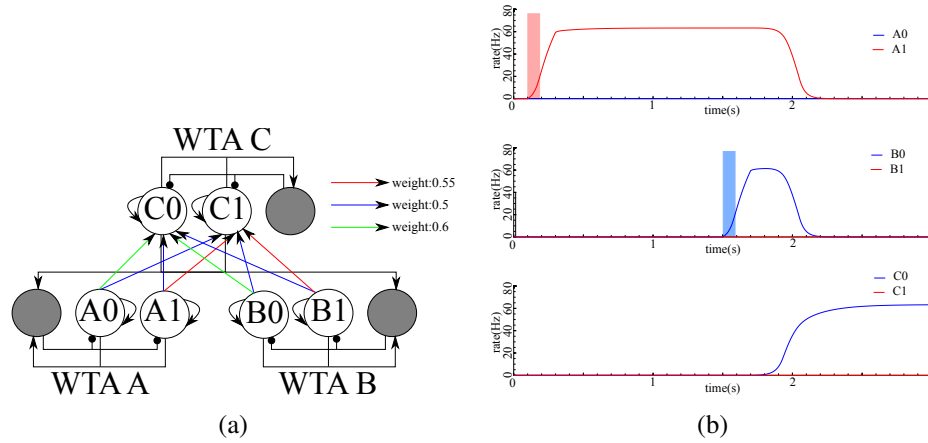 WTA C
C0 C1
weight:0.55
weight:0.5
weight:0.6
A0 A1 B0 B1
WTA A WTA B
(a)
rate(Hz)
0 20 40 60 80
A0
A1
0 1 2
time(s)
rate(Hz)
0 20 40 60 80
B0
B1
0 1 2
time(s)
rate(Hz)
0 20 40 60 80
C0
C1
0 1 2
time(s)
(b)